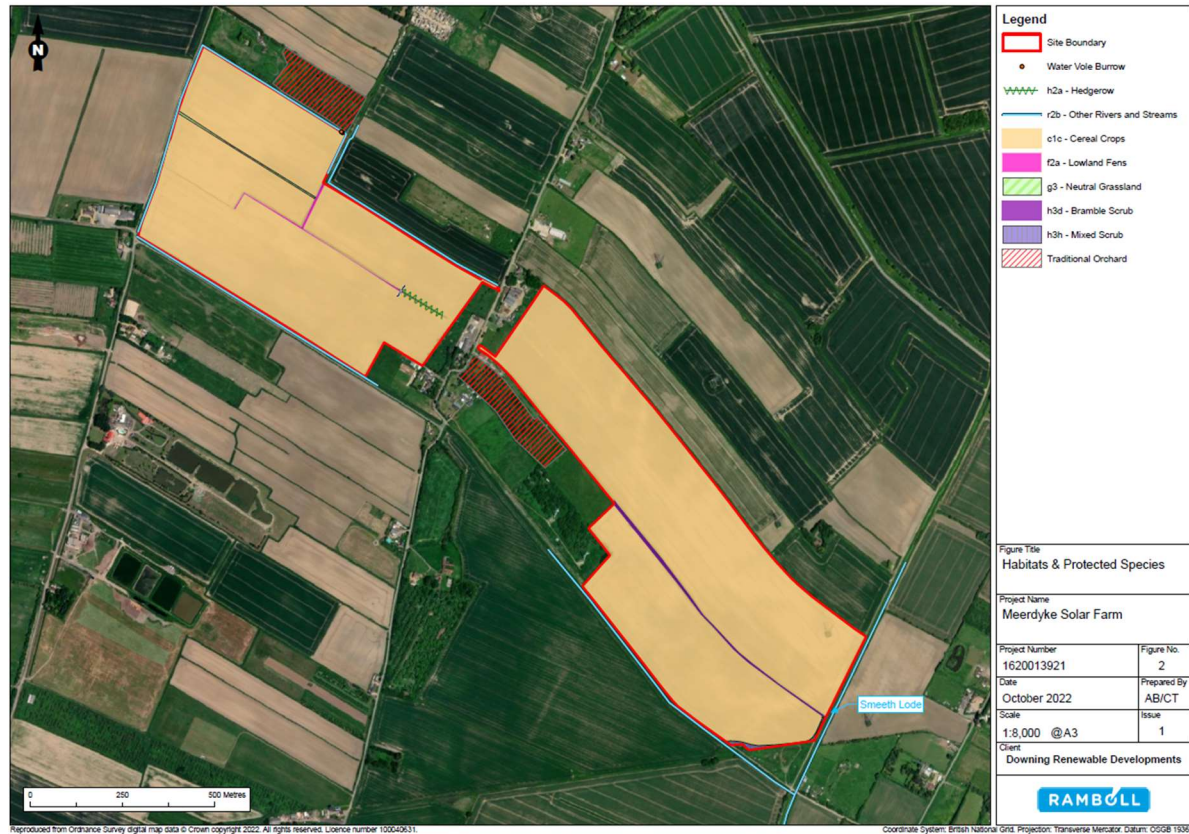 N
Smeeth Lode
0 250 500 Metres
Legend
Site Boundary
Water Vole Burrow
h2a - Hedgerow
r2b - Other Rivers and Streams
c1c - Cereal Crops
f2a - Lowland Fens
g3 - Neutral Grassland
h3d - Bramble Scrub
h3h - Mixed Scrub
Traditional Orchard
Figure Title
Habitats & Protected Species
Project Name
Meerdyke Solar Farm
Project Number Figure No.
1620013921 2
Date Prepared By
October 2022 AB/CT
Scale Issue
1:8,000 @A3 1
Client
Downing Renewable Developments
RAMBOLL
Reproduced from Ordnance Survey digital map data © Crown copyright 2022. All rights reserved. Licence number 100040631.
Coordinate System: British National Grid. Projection: Transverse Mercator. Datum: OSGB 1936